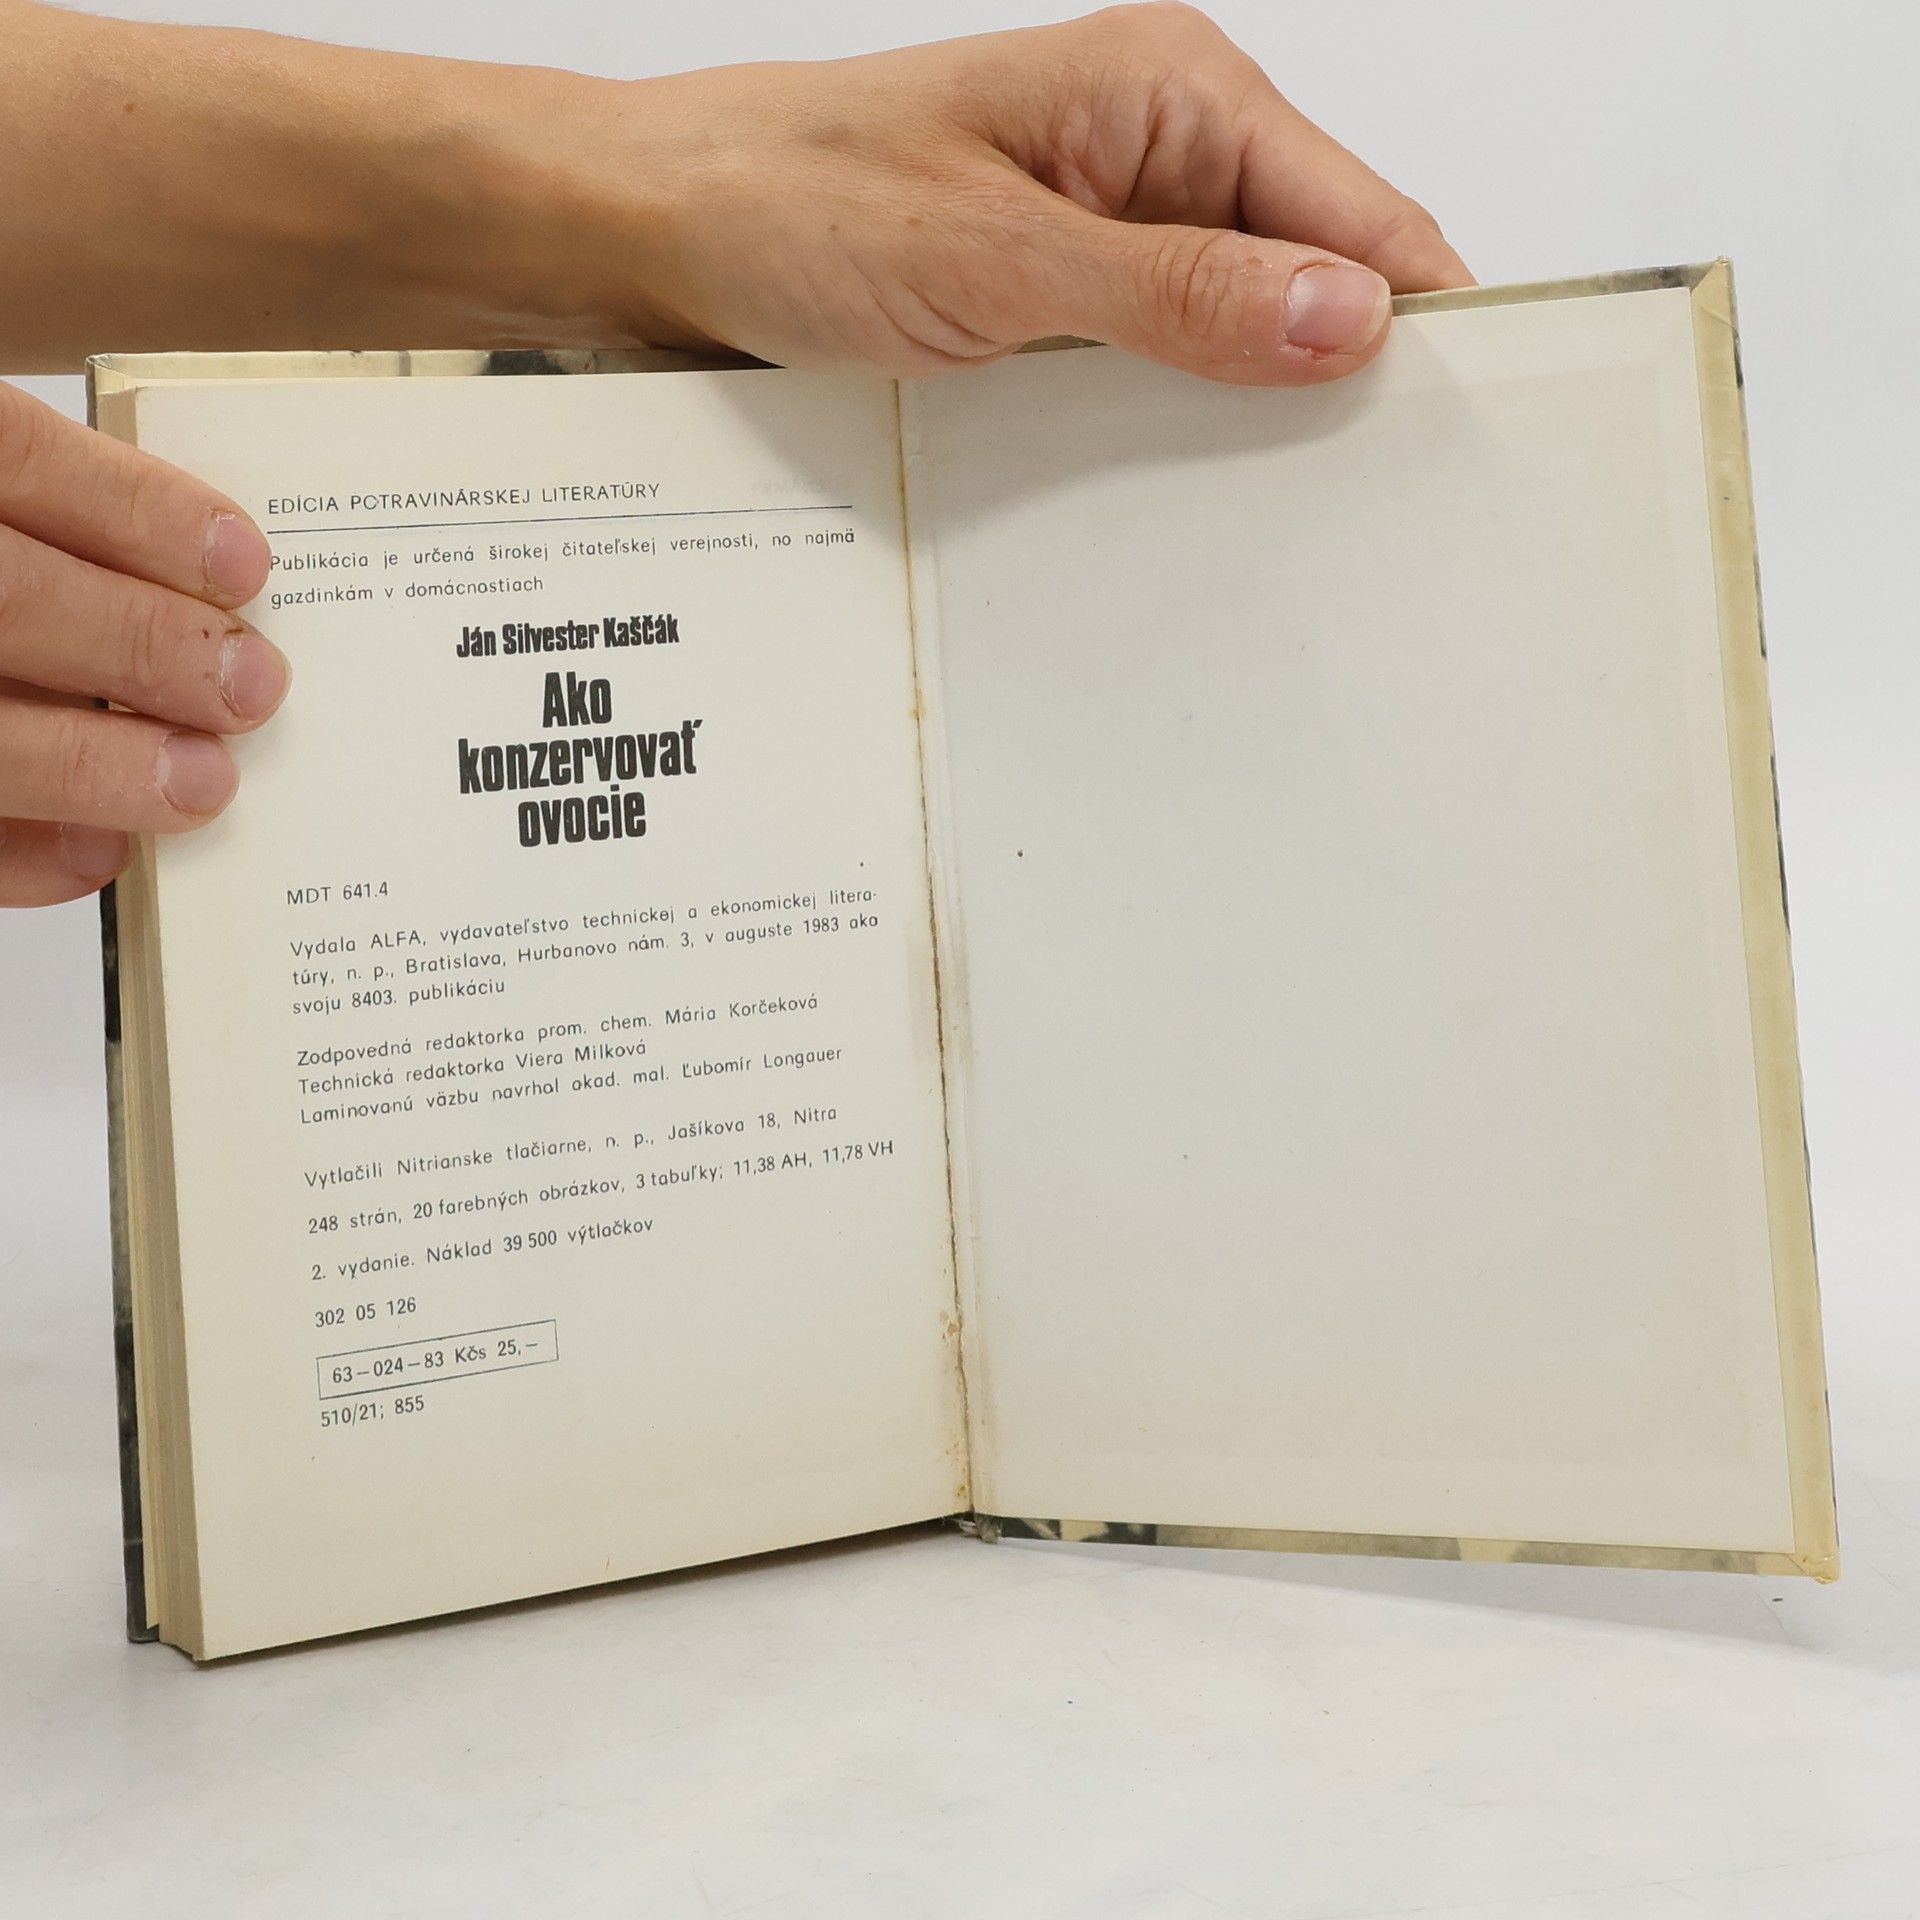 EDÍCIA POTRAVINÁRSKEJ LITERATÚRY
Publikácia je určená širokej čitateľskej verejnosti, no najmä
gazdinkám v domácnostiach
Ján Silvester Kaščák
Ako
konzervovať
ovocie
MDT 641.4
Vydala ALFA, vydavateľstvo technickej a ekonomickej litera-
túry, n. p., Bratislava, Hurbanovo nám. 3, v auguste 1983 ako
svoju 8403. publikáciu
Zodpovedná redaktorka prom. chem. Mária Korčeková
Technická redaktorka Viera Milková
Laminovanú väzbu navrhol akad. mal. Ľubomír Longauer
Vytlačili Nitrianske tlačiarne, n. p., Jašíkova 18, Nitra
248 strán, 20 farebných obrázkov, 3 tabuľky; 11,38 AH, 11,78 VH
2. vydanie. Náklad 39 500 výtlačkov
302 05 126
63—024—83 Kčs 25,—
510/21; 855